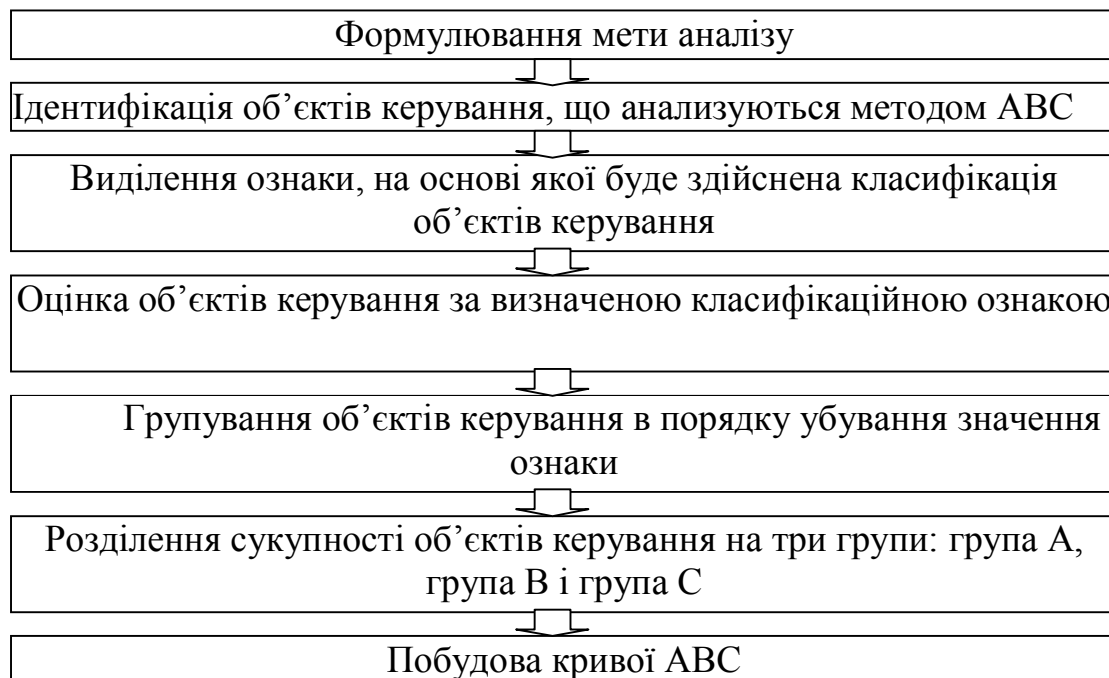 Формулювання мети аналізу
Ідентифікація об’єктів керування, що анализуються методом АВС
Виділення ознаки, на основі якої буде здійснена класифікація
об’єктів керування
Оцінка об’єктів керування за визначеною класифікаційною ознакою
Групування об’єктів керування в порядку убування значення
ознаки
Розділення сукупності об’єктів керування на три групи: група А,
група В і група С
Побудова кривої АВС